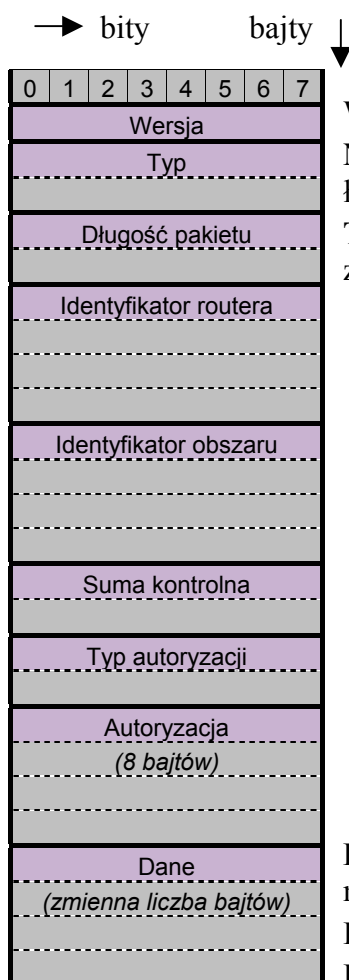 bity bajty
0 1 2 3 4 5 6 7
Wersja
Typ
Długość pakietu
Identyfikator routera
Identyfikator obszaru
Suma kontrolna
Typ autoryzacji
Autoryzacja
(8 bajtów)
Dane
(zmienna liczba bajtów)